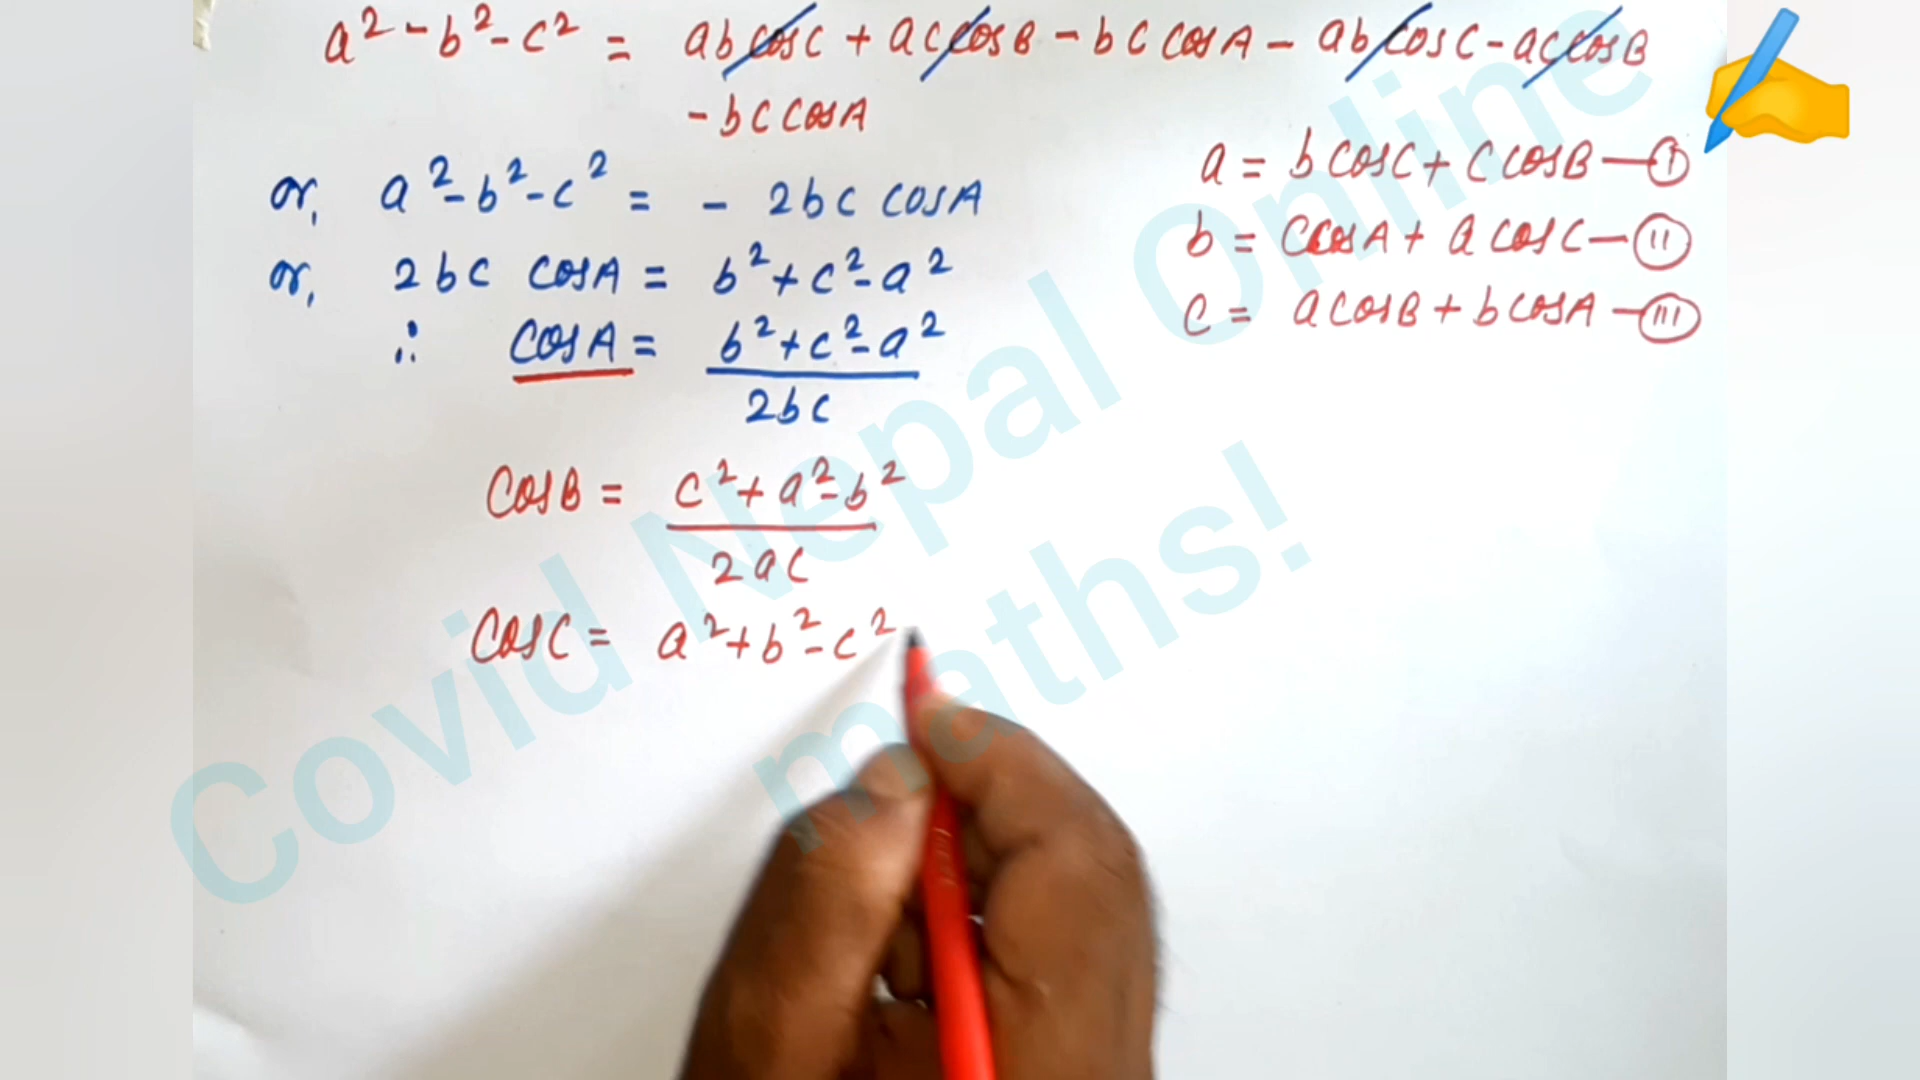 a² - b² - c² = ab cos C + ac cos B - bc cos A - ab cos C - ac cos B
- bc cos A
or, a² - b² - c² = - 2bc cos A
or, 2bc cos A = b² + c² - a²
∴ cos A = b² + c² - a²
2bc
cos B = c² + a² - b²
2ac
cos C = a² + b² - c²
a = b cos C + c cos B — (I)
b = c cos A + a cos C — (II)
c = a cos B + b cos A — (III)
Covid Nepal Online
maths!